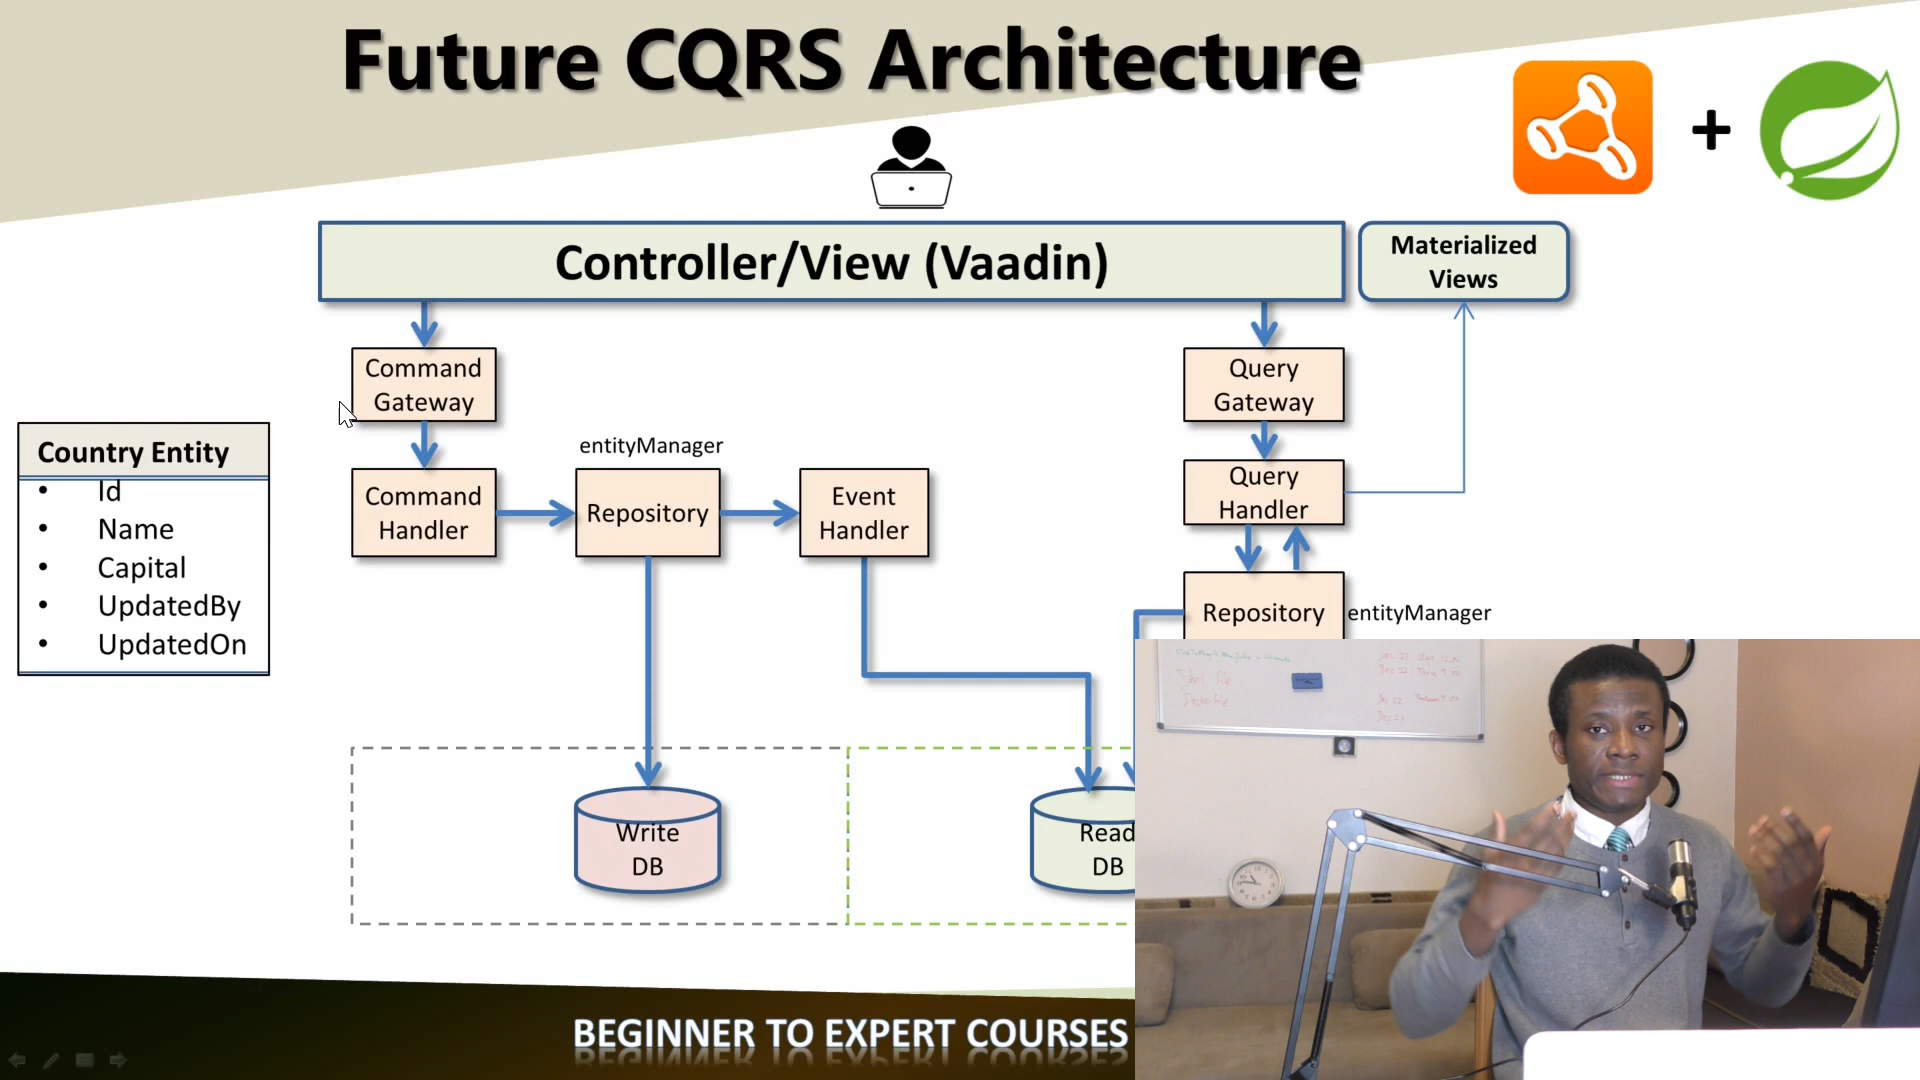 Future CQRS Architecture
+
Controller/View (Vaadin)
Materialized
Views
Command
Gateway
Query
Gateway
Country Entity
• Id
• Name
• Capital
• UpdatedBy
• UpdatedOn
entityManager
Command
Handler
Repository
Event
Handler
Query
Handler
Repository
entityManager
Write
DB
Read
DB
BEGINNER TO EXPERT COURSES